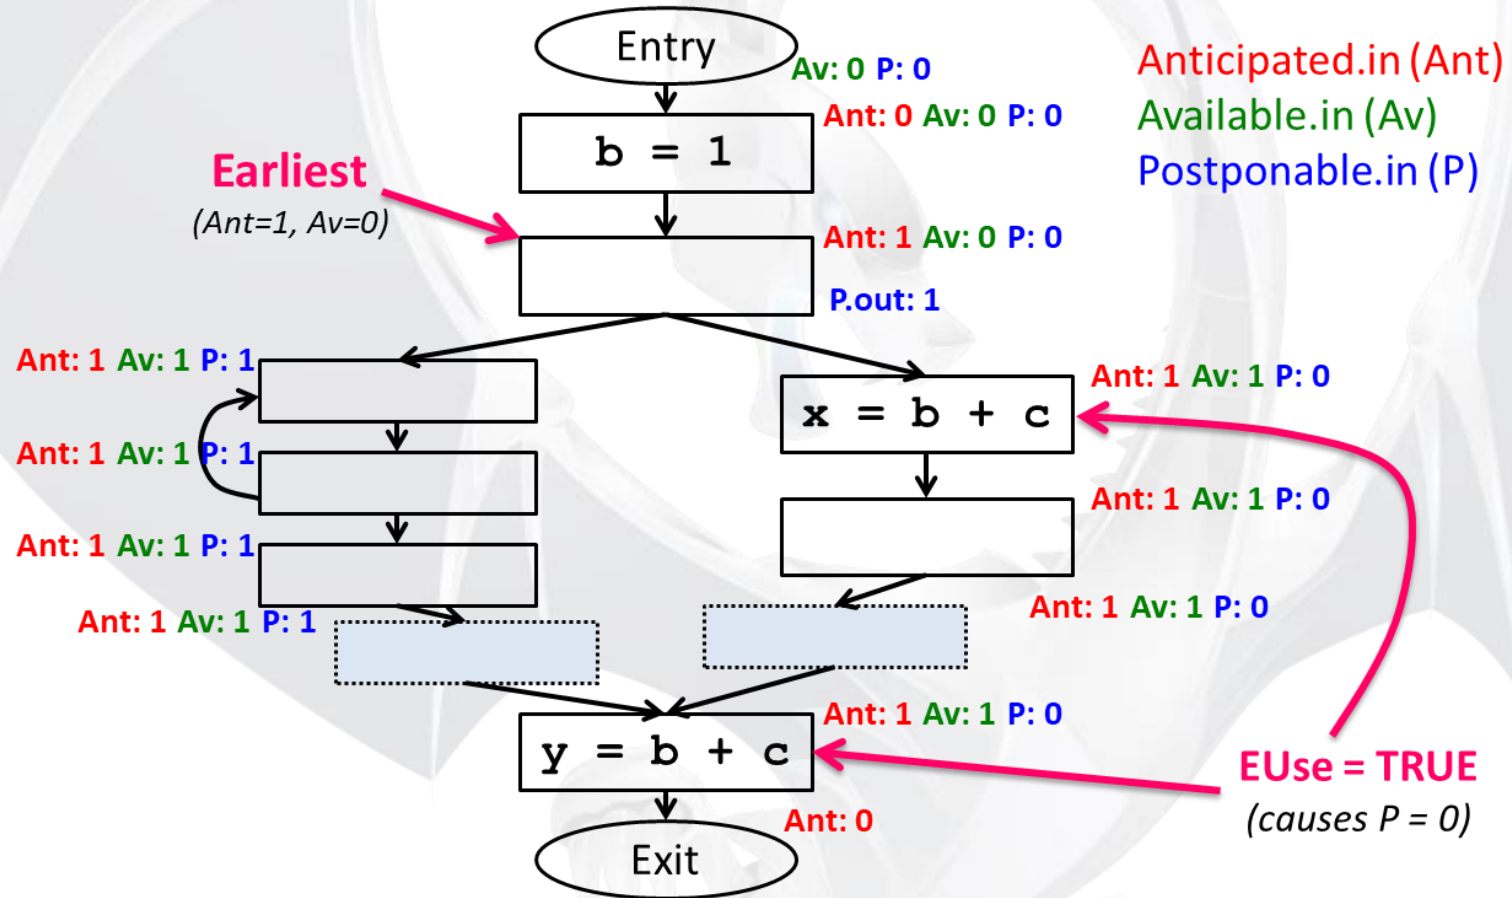 Entry
Av: 0 P: 0
Anticipated.in (Ant)
Available.in (Av)
Postponable.in (P)
Ant: 0 Av: 0 P: 0
b = 1
Earliest
(Ant=1, Av=0)
Ant: 1 Av: 0 P: 0
P.out: 1
Ant: 1 Av: 1 P: 1
Ant: 1 Av: 1 P: 0
x = b + c
Ant: 1 Av: 1 P: 1
Ant: 1 Av: 1 P: 0
Ant: 1 Av: 1 P: 1
Ant: 1 Av: 1 P: 0
Ant: 1 Av: 1 P: 1
Ant: 1 Av: 1 P: 0
y = b + c
EUse = TRUE
(causes P = 0)
Ant: 0
Exit